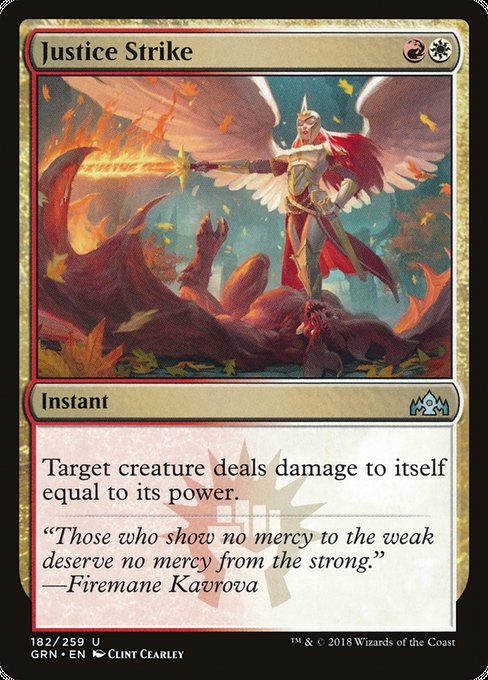 Justice Strike
Instant
Target creature deals damage to itself
equal to its power.
“Those who show no mercy to the weak
deserve no mercy from the strong.”
—Firemane Kavrova
182/259 U
GRN • EN Clint Cearley
™ & © 2018 Wizards of the Coast